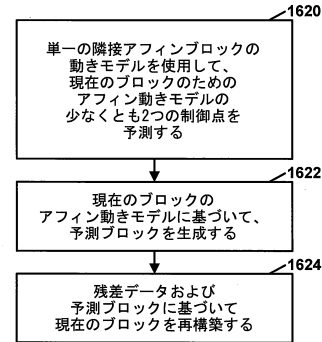 1620
単一の隣接アフィンブロックの
動きモデルを使用して、
現在のブロックのための
アフィン動きモデルの
少なくとも2つの制御点を
予測する
1622
現在のブロックの
アフィン動きモデルに基づいて、
予測ブロックを生成する
1624
残差データおよび
予測ブロックに基づいて
現在のブロックを再構築する